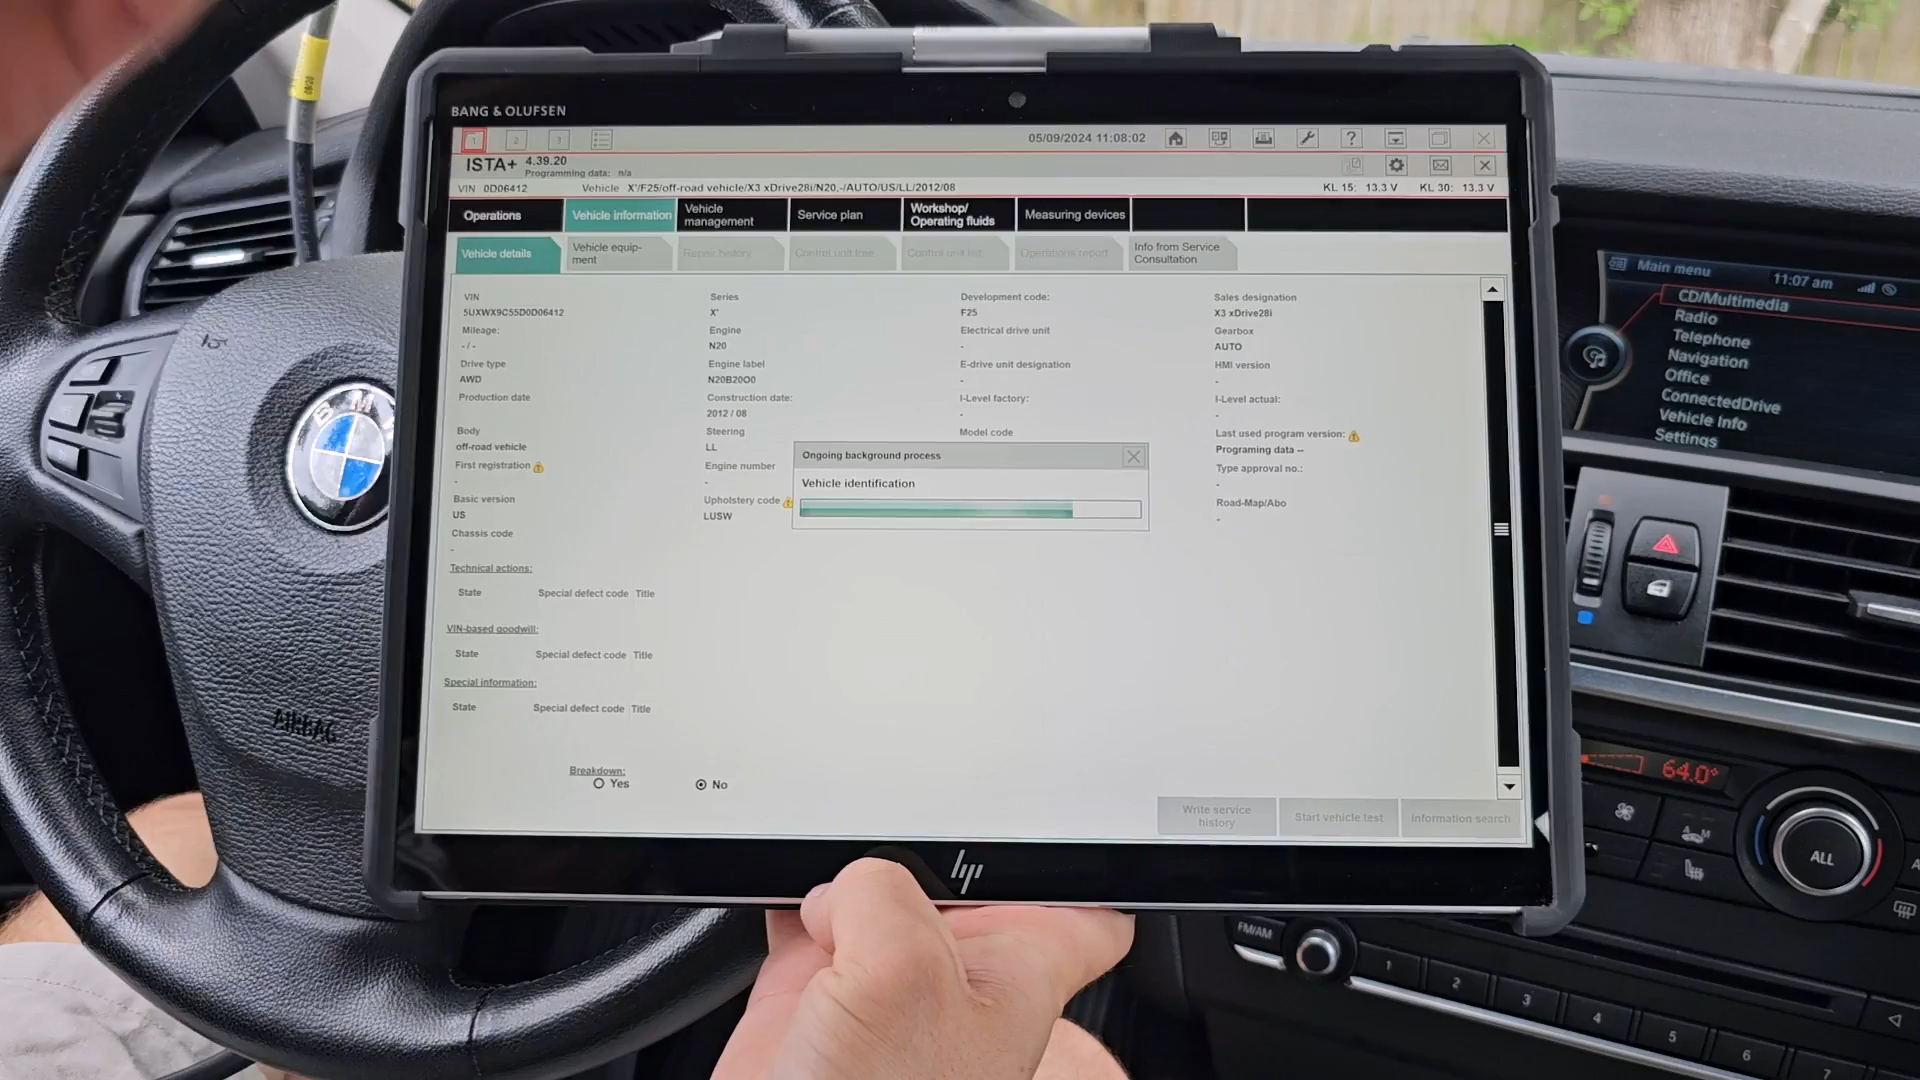 BANG & OLUFSEN
1 2 3 05/09/2024 11:08:02 ?
ISTA+ 4.39.20
Programming data: n/a
VIN 0D06412 Vehicle X'/F25/off-road vehicle/X3 xDrive28i/N20,-/AUTO/US/LL/2012/08 KL 15: 13.3 V KL 30: 13.3 V
Operations
Vehicle information
Vehicle management
Service plan
Workshop/ Operating fluids
Measuring devices
Vehicle details
Vehicle equip-
ment
Repair history
Control unit tree
Control unit list
Operations report
Info from Service
Consultation
VIN Series Development code: Sales designation
5UXWX9C55D0D06412 X' F25 X3 xDrive28i
Mileage: Engine Electrical drive unit Gearbox
- / - N20 - AUTO
Drive type Engine label E-drive unit designation HMI version
AWD N20B20O0 - -
Production date Construction date: I-Level factory: I-Level actual:
2012 / 08 - -
Body Steering Model code Last used program version:
off-road vehicle LL Programing data --
First registration Engine number Type approval no.:
- - -
Basic version Upholstery code Road-Map/Abo
US LUSW -
Chassis code
-
Ongoing background process
Vehicle identification
Technical actions:
State Special defect code Title
VIN-based goodwill:
State Special defect code Title
Special information:
State Special defect code Title
Breakdown:
Yes No
Write service
history
Start vehicle test
Information search
hp
BMW
AIRBAG
Main menu 11:07 am
CD/Multimedia
Radio
Telephone
Navigation
Office
ConnectedDrive
Vehicle Info
Settings
64.0°
ALL
FM/AM
1 2 3 4 5 6 7